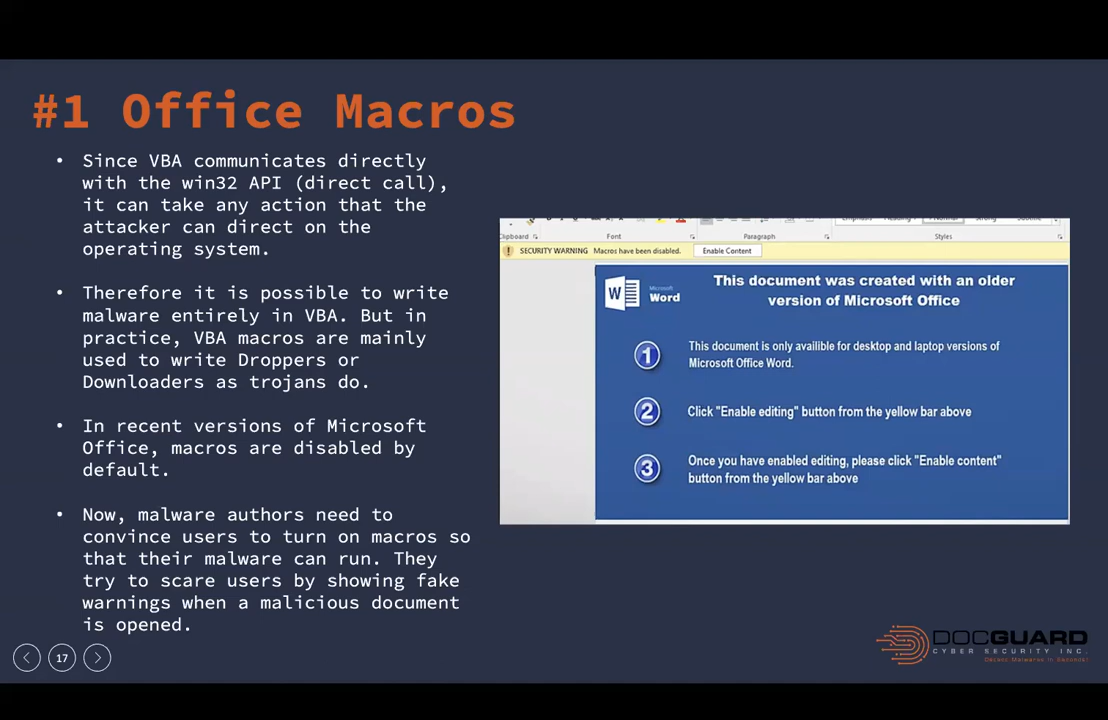 #1 Office Macros
• Since VBA communicates directly
with the win32 API (direct call),
it can take any action that the
attacker can direct on the
operating system.
• Therefore it is possible to write
malware entirely in VBA. But in
practice, VBA macros are mainly
used to write Droppers or
Downloaders as trojans do.
• In recent versions of Microsoft
Office, macros are disabled by
default.
• Now, malware authors need to
convince users to turn on macros so
that their malware can run. They
try to scare users by showing fake
warnings when a malicious document
is opened.
Font
Paragraph
Styles
SECURITY WARNING Macros have been disabled.
Enable Content
Microsoft
Word
This document was created with an older
version of Microsoft Office
1
This document is only availible for desktop and laptop versions of
Microsoft Office Word.
2
Click "Enable editing" button from the yellow bar above
3
Once you have enabled editing, please click "Enable content"
button from the yellow bar above
17
DOCGUARD
CYBER SECURITY INC.
Detect Malwares in Seconds!